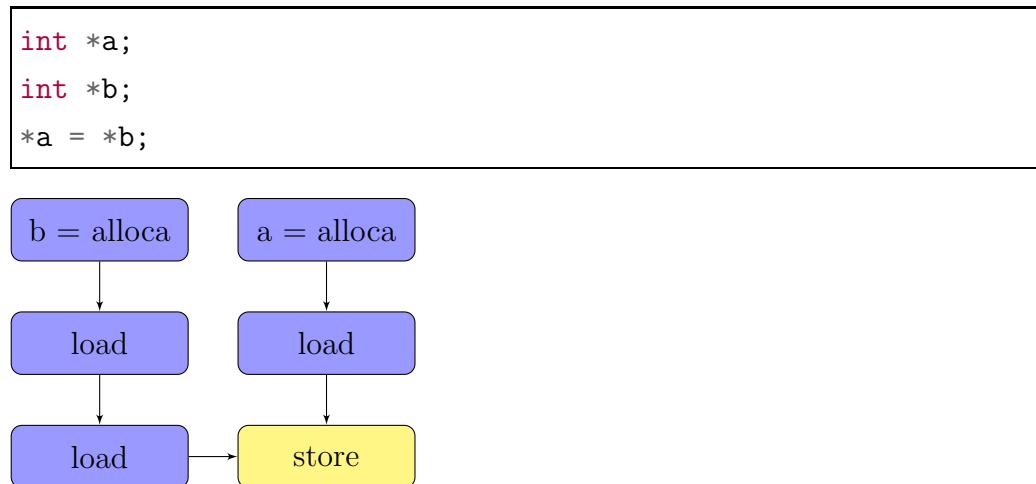 int *a;
int *b;
*a = *b;
b = alloca
a = alloca
load
load
load
store